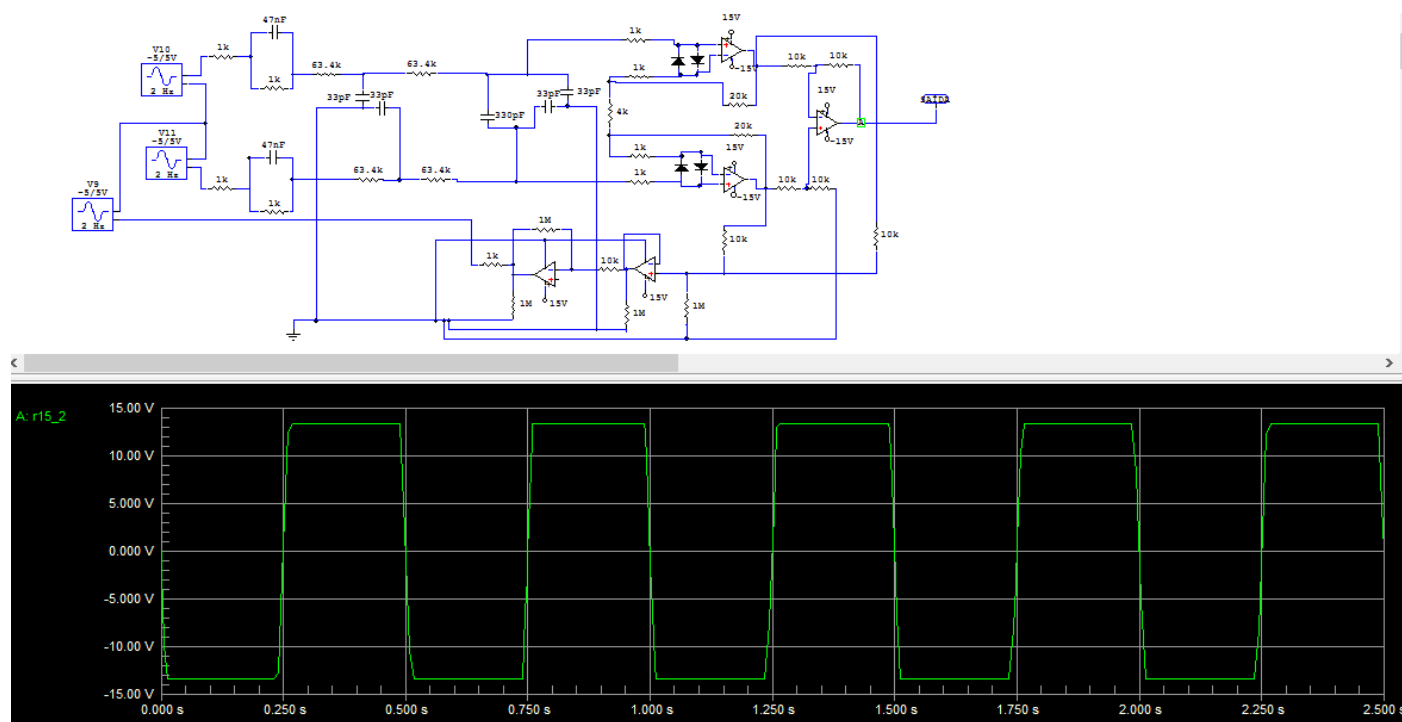 15V
47nF
1k
V10
-5/5V
2 Hz
1k
63.4k
63.4k
1k
1k
-15V
10k
10k
33pF
33pF
33pF
33pF
20k
15V
330pF
4k
20k
-15V
V11
-5/5V
2 Hz
47nF
1k
15V
1k
63.4k
63.4k
1k
10k
10k
-15V
V9
-5/5V
2 Hz
1k
1M
10k
10k
1k
10k
15V
15V
1M
1M
1M
A: r15_2
15.00 V
10.00 V
5.000 V
0.000 V
-5.000 V
-10.00 V
-15.00 V
0.000 s
0.250 s
0.500 s
0.750 s
1.000 s
1.250 s
1.500 s
1.750 s
2.000 s
2.250 s
2.500 s